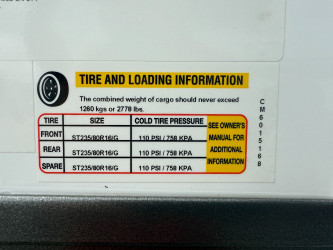 TIRE AND LOADING INFORMATION
The combined weight of cargo should never exceed
1260 kgs or 2778 lbs.
TIRE SIZE COLD TIRE PRESSURE
FRONT ST235/80R16/G 110 PSI / 758 KPA
REAR ST235/80R16/G 110 PSI / 758 KPA
SPARE ST235/80R16/G 110 PSI / 758 KPA
SEE OWNER'S
MANUAL FOR
ADDITIONAL
INFORMATION
CM6015168